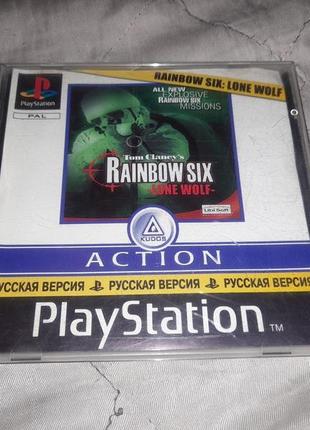 PlayStation
PAL
RAINBOW SIX: LONE WOLF
ALL NEW
EXPLOSIVE
RAINBOW SIX
MISSIONS
Tom Clancy's
RAINBOW SIX
-LONE WOLF-
Ubi Soft
KUDOS
ACTION
РУССКАЯ ВЕРСИЯ РУССКАЯ ВЕРСИЯ РУССКАЯ ВЕРСИЯ
PlayStation™